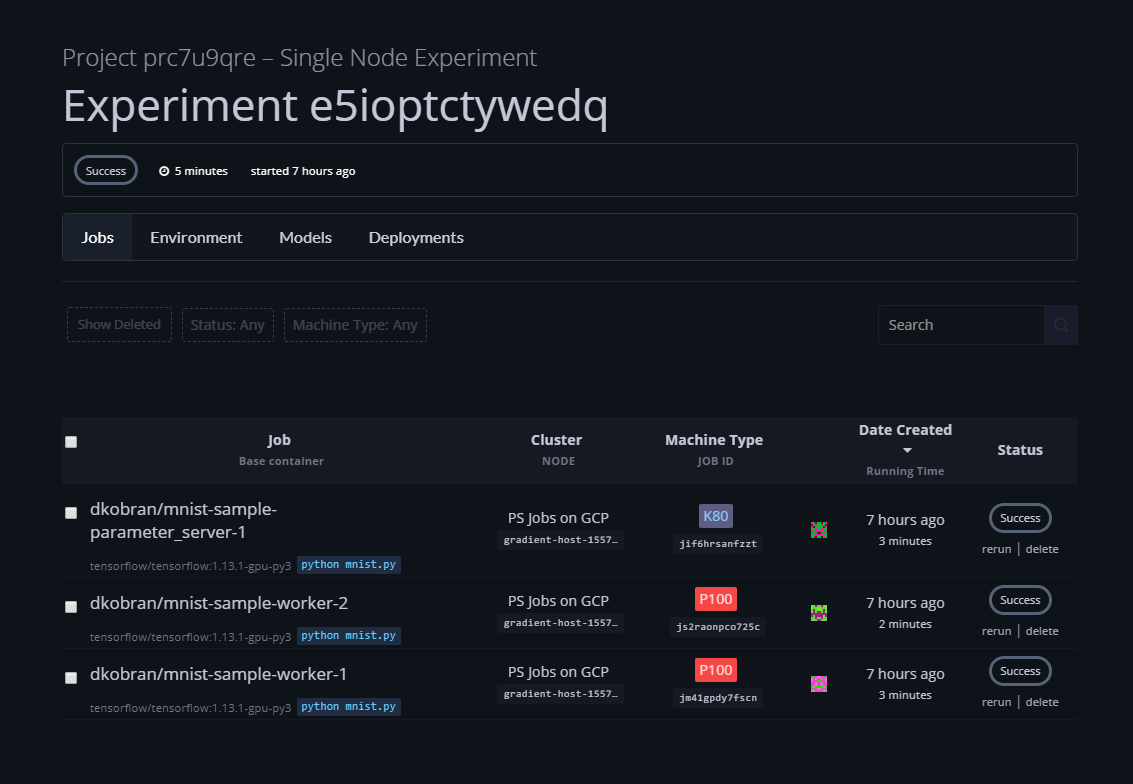 Project prc7u9qre – Single Node Experiment
Experiment e5ioptctywedq
Success 5 minutes started 7 hours ago
Jobs Environment Models Deployments
Show Deleted Status: Any Machine Type: Any Search
Job Cluster Machine Type Date Created Status
Base container NODE JOB ID Running Time
dkobran/mnist-sample-
parameter_server-1
PS Jobs on GCP K80 7 hours ago Success
gradient-host-1557… jif6hrsanfzzt 3 minutes rerun | delete
tensorflow/tensorflow:1.13.1-gpu-py3 python mnist.py
dkobran/mnist-sample-worker-2 PS Jobs on GCP P100 7 hours ago Success
gradient-host-1557… js2raonpco725c 2 minutes rerun | delete
tensorflow/tensorflow:1.13.1-gpu-py3 python mnist.py
dkobran/mnist-sample-worker-1 PS Jobs on GCP P100 7 hours ago Success
gradient-host-1557… jm41gpdy7fscn 3 minutes rerun | delete
tensorflow/tensorflow:1.13.1-gpu-py3 python mnist.py